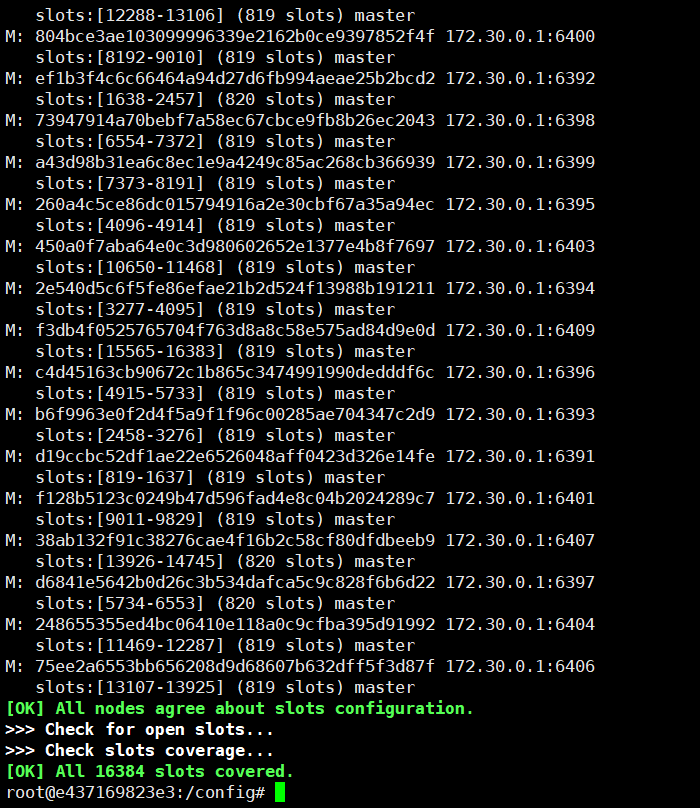 slots:[12288-13106] (819 slots) master
M: 804bce3ae103099996339e2162b0ce9397852f4f 172.30.0.1:6400
slots:[8192-9010] (819 slots) master
M: ef1b3f4c6c66464a94d27d6fb994aeae25b2bcd2 172.30.0.1:6392
slots:[1638-2457] (820 slots) master
M: 73947914a70bebf7a58ec67cbce9fb8b26ec2043 172.30.0.1:6398
slots:[6554-7372] (819 slots) master
M: a43d98b31ea6c8ec1e9a4249c85ac268cb366939 172.30.0.1:6399
slots:[7373-8191] (819 slots) master
M: 260a4c5ce86dc015794916a2e30cbf67a35a94ec 172.30.0.1:6395
slots:[4096-4914] (819 slots) master
M: 450a0f7aba64e0c3d980602652e1377e4b8f7697 172.30.0.1:6403
slots:[10650-11468] (819 slots) master
M: 2e540d5c6f5fe86efae21b2d524f13988b191211 172.30.0.1:6394
slots:[3277-4095] (819 slots) master
M: f3db4f0525765704f763d8a8c58e575ad84d9e0d 172.30.0.1:6409
slots:[15565-16383] (819 slots) master
M: c4d45163cb90672c1b865c3474991990dedddf6c 172.30.0.1:6396
slots:[4915-5733] (819 slots) master
M: b6f9963e0f2d4f5a9f1f96c00285ae704347c2d9 172.30.0.1:6393
slots:[2458-3276] (819 slots) master
M: d19ccbc52df1ae22e6526048aff0423d326e14fe 172.30.0.1:6391
slots:[819-1637] (819 slots) master
M: f128b5123c0249b47d596fad4e8c04b2024289c7 172.30.0.1:6401
slots:[9011-9829] (819 slots) master
M: 38ab132f91c38276cae4f16b2c58cf80dfdbeeb9 172.30.0.1:6407
slots:[13926-14745] (820 slots) master
M: d6841e5642b0d26c3b534dafca5c9c828f6b6d22 172.30.0.1:6397
slots:[5734-6553] (820 slots) master
M: 248655355ed4bc06410e118a0c9cfba395d91992 172.30.0.1:6404
slots:[11469-12287] (819 slots) master
M: 75ee2a6553bb656208d9d68607b632dff5f3d87f 172.30.0.1:6406
slots:[13107-13925] (819 slots) master
[OK] All nodes agree about slots configuration.
>>> Check for open slots...
>>> Check slots coverage...
[OK] All 16384 slots covered.
root@e437169823e3:/config#